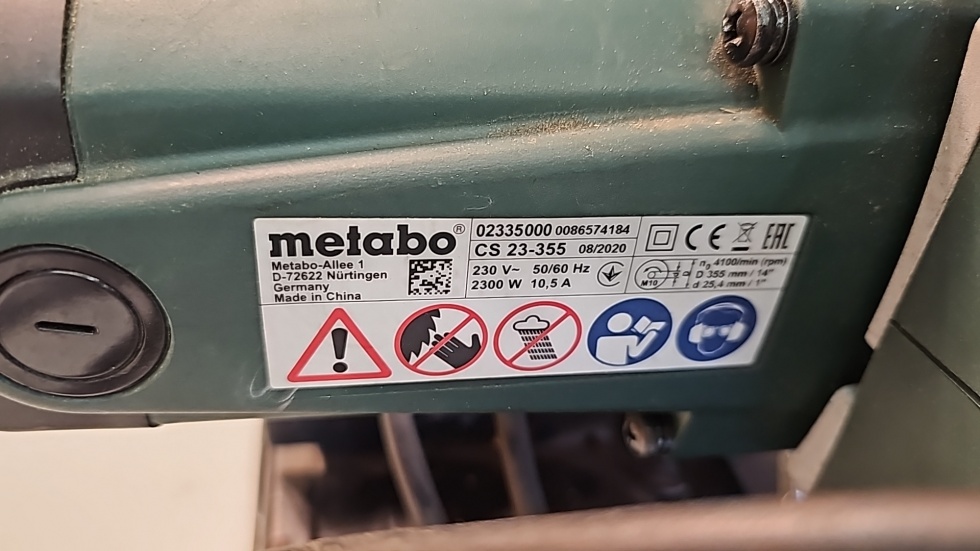 metabo®
Metabo-Allee 1
D-72622 Nürtingen
Germany
Made in China
02335000 0086574184
CS 23-355 08/2020
230 V~ 50/60 Hz
2300 W 10,5 A
CE EAC
M10
n₀ 4100/min (rpm)
D 355 mm / 14"
d 25,4 mm / 1"